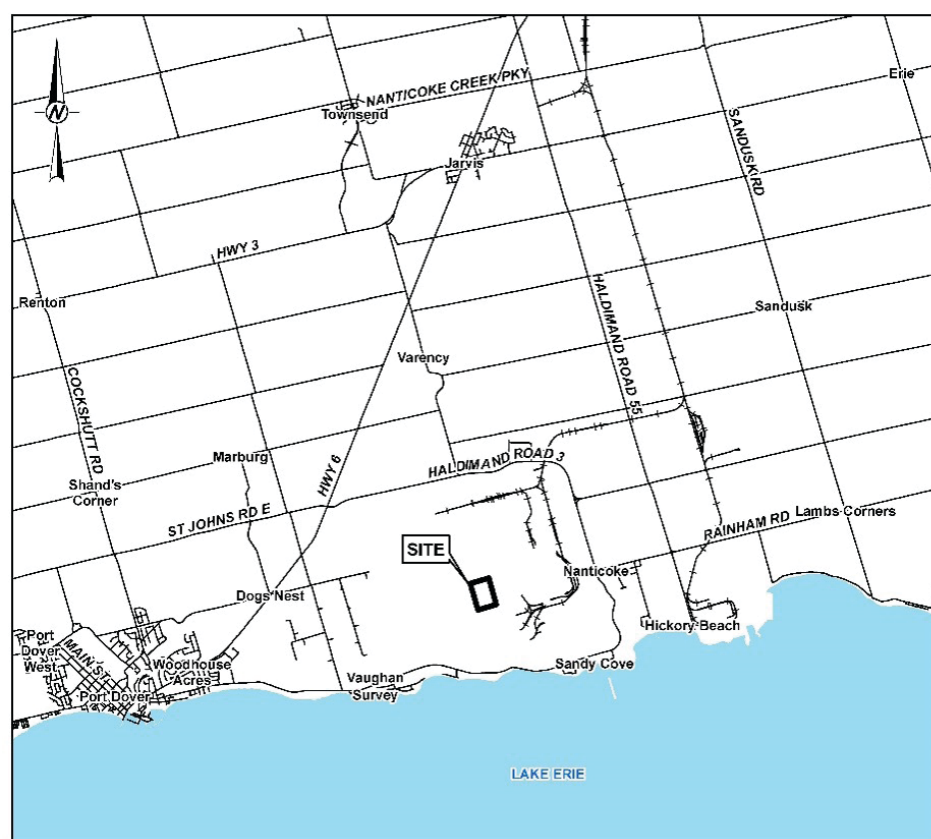 N
NANTICOKE CREEK PKY
Townsend
Erie
SANDUSK RD
Jarvis
HWY 3
Renton
HALDIMAND ROAD 55
Sandusk
Varency
COCKSHUTT RD
Marburg
HWY 6
HALDIMAND ROAD 3
Shand's
Corner
ST JOHNS RD E
RAINHAM RD
Lambs Corners
SITE
Nanticoke
Dogs Nest
Hickory Beach
Port
Dover
West
MAIN ST
Woodhouse
Acres
Sandy Cove
Vaughan
Survey
Port Dover
LAKE ERIE